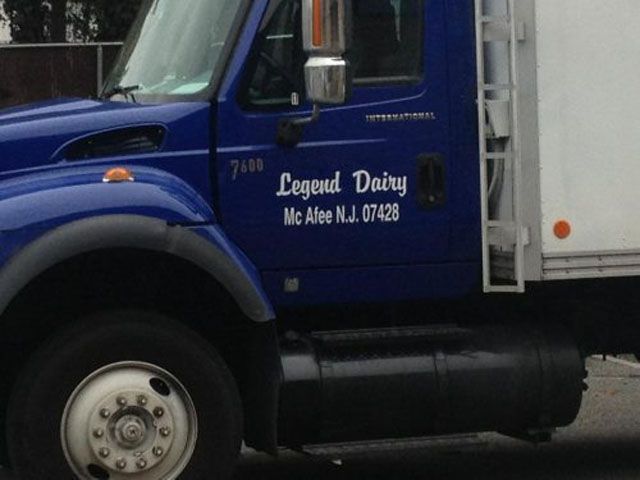 INTERNATIONAL
7600
Legend Dairy
Mc Afee N.J. 07428